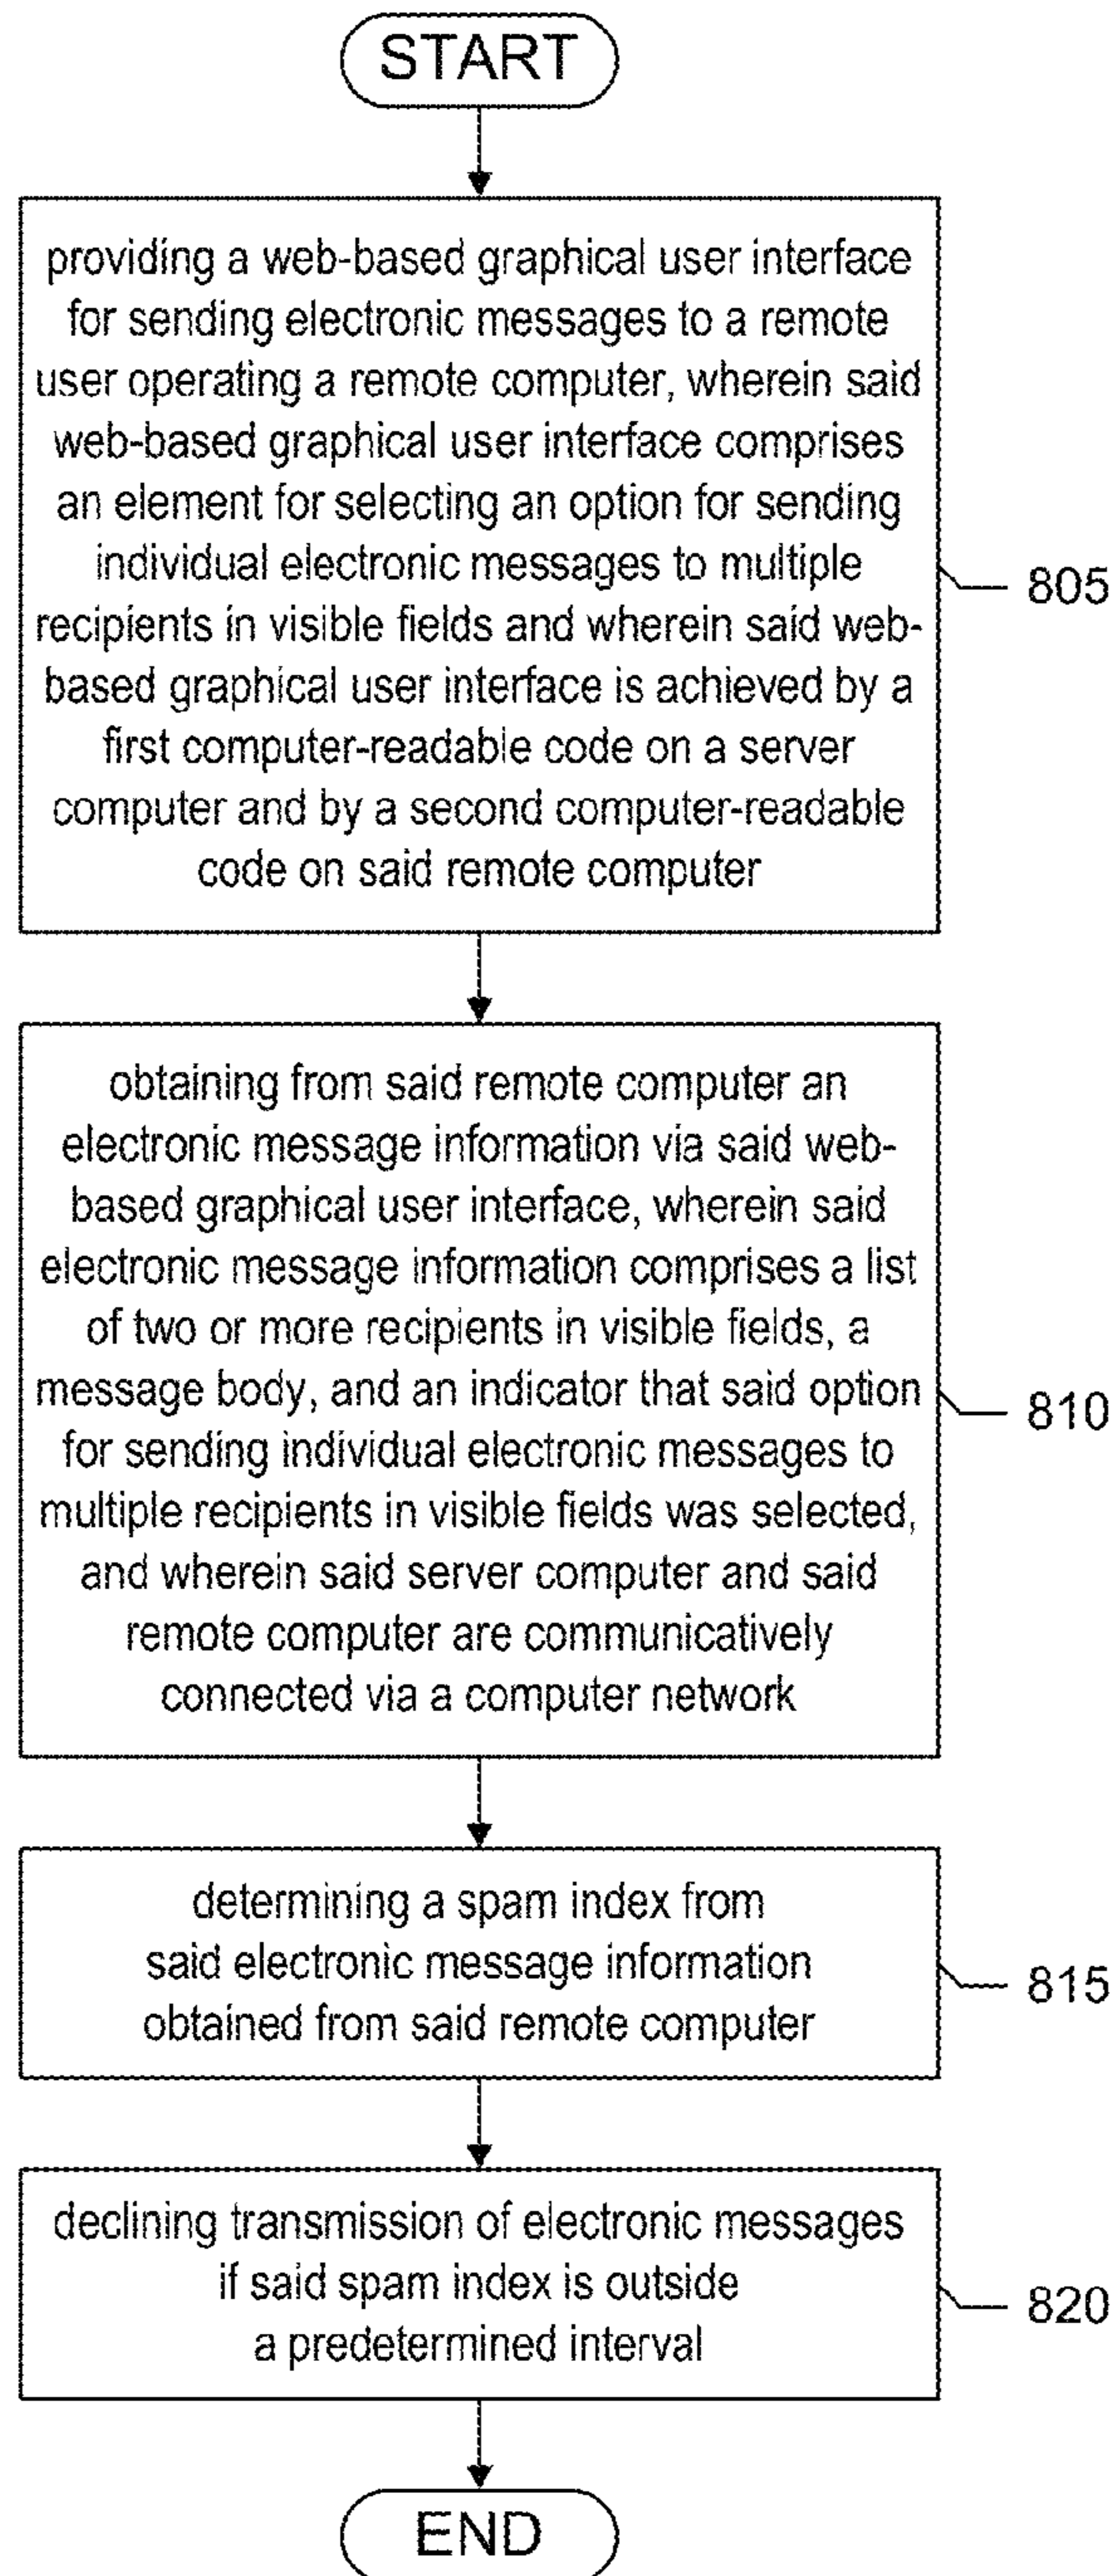 START
providing a web-based graphical user interface
for sending electronic messages to a remote
user operating a remote computer, wherein said
web-based graphical user interface comprises
an element for selecting an option for sending
individual electronic messages to multiple
recipients in visible fields and wherein said web-
based graphical user interface is achieved by a
first computer-readable code on a server
computer and by a second computer-readable
code on said remote computer
805
obtaining from said remote computer an
electronic message information via said web-
based graphical user interface, wherein said
electronic message information comprises a list
of two or more recipients in visible fields, a
message body, and an indicator that said option
for sending individual electronic messages to
multiple recipients in visible fields was selected,
and wherein said server computer and said
remote computer are communicatively
connected via a computer network
810
determining a spam index from
said electronic message information
obtained from said remote computer
815
declining transmission of electronic messages
if said spam index is outside
a predetermined interval
820
END